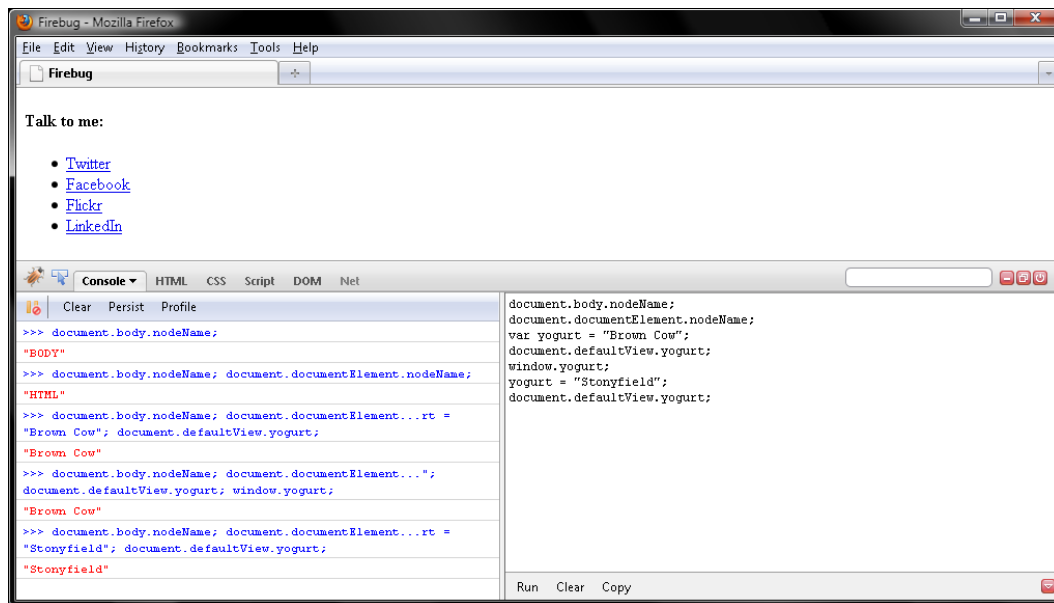 Firebug - Mozilla Firefox
File Edit View History Bookmarks Tools Help
Firebug
Talk to me:
Twitter
Facebook
Flickr
LinkedIn
Console HTML CSS Script DOM Net
Clear Persist Profile
>>> document.body.nodeName;
"BODY"
>>> document.body.nodeName; document.documentElement.nodeName;
"HTML"
>>> document.body.nodeName; document.documentElement...rt =
"Brown Cow"; document.defaultView.yogurt;
"Brown Cow"
>>> document.body.nodeName; document.documentElement...";
document.defaultView.yogurt; window.yogurt;
"Brown Cow"
>>> document.body.nodeName; document.documentElement...rt =
"Stonyfield"; document.defaultView.yogurt;
"Stonyfield"
document.body.nodeName;
document.documentElement.nodeName;
var yogurt = "Brown Cow";
document.defaultView.yogurt;
window.yogurt;
yogurt = "Stonyfield";
document.defaultView.yogurt;
Run Clear Copy